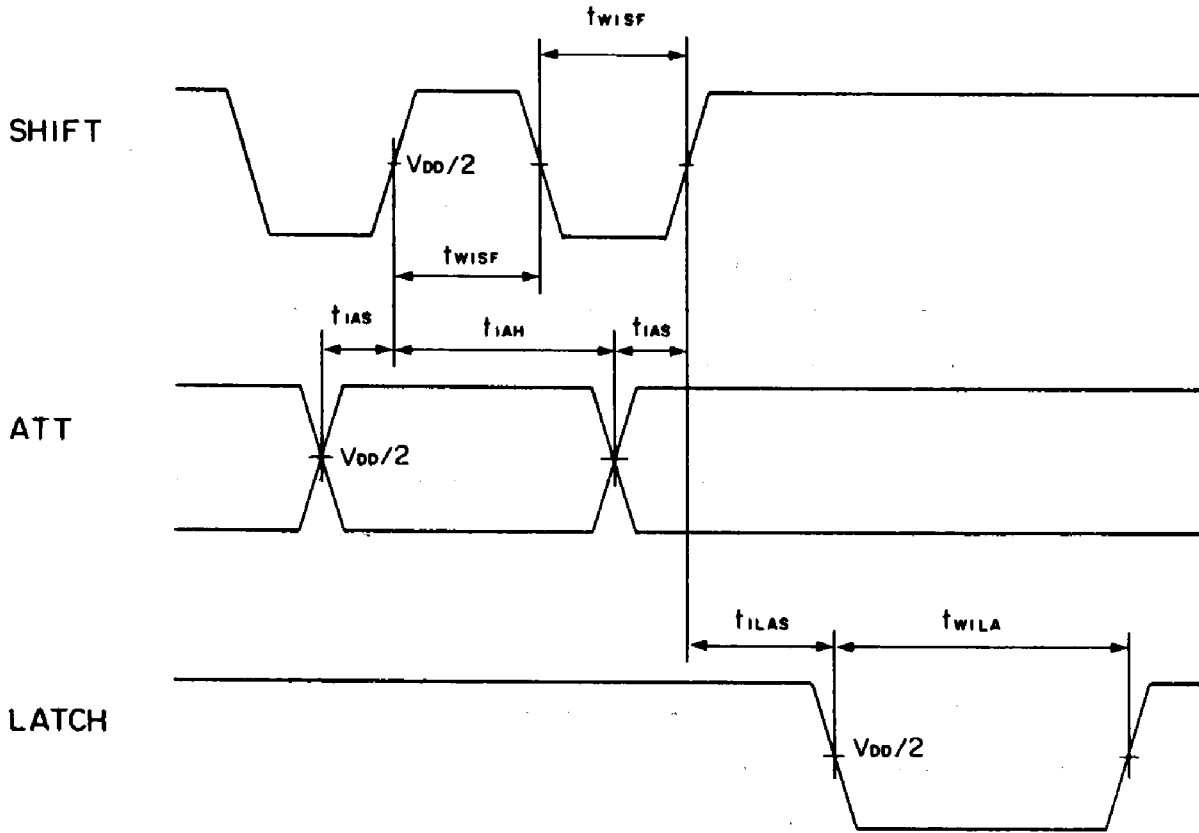 tWISF
SHIFT
VDD/2
tWISF
tIAS
tIAH
tIAS
ATT
VDD/2
tILAS
tWILA
LATCH
VDD/2